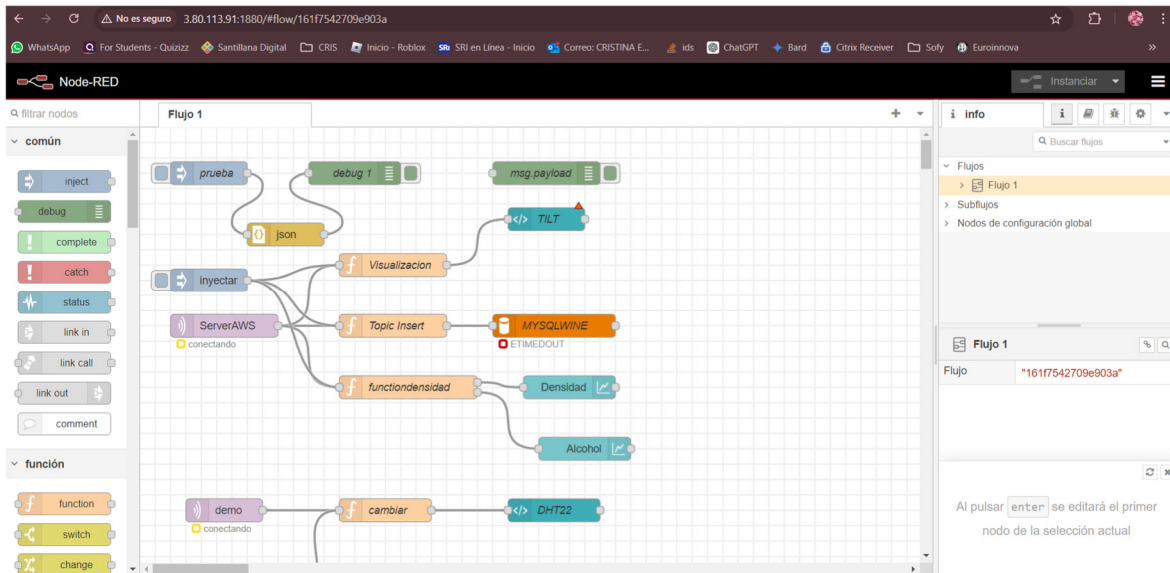 No es seguro 3.80.113.91:1880/#flow/161f7542709e903a
WhatsApp For Students - Quizizz Santillana Digital CRIS Inicio - Roblox SRI en Línea - Inicio Correo: CRISTINA E... ids ChatGPT Bard Citrix Receiver Sofy Euroinnova »
Node-RED Instanciar
filtrar nodos
Flujo 1
i info
común
Buscar flujos
inject
debug
complete
catch
status
link in
link call
link out
comment
función
function
switch
change
prueba debug 1 msg.payload
TILT
json
Visualizacion
inyectar
ServerAWS Topic Insert MYSQLWINE
conectando ETIMEDOUT
functiondensidad Densidad
Alcohol
demo cambiar DHT22
conectando
Flujos
Flujo 1
Subflujos
Nodos de configuración global
Flujo 1
Flujo "161f7542709e903a"
Al pulsar enter se editará el primer
nodo de la selección actual